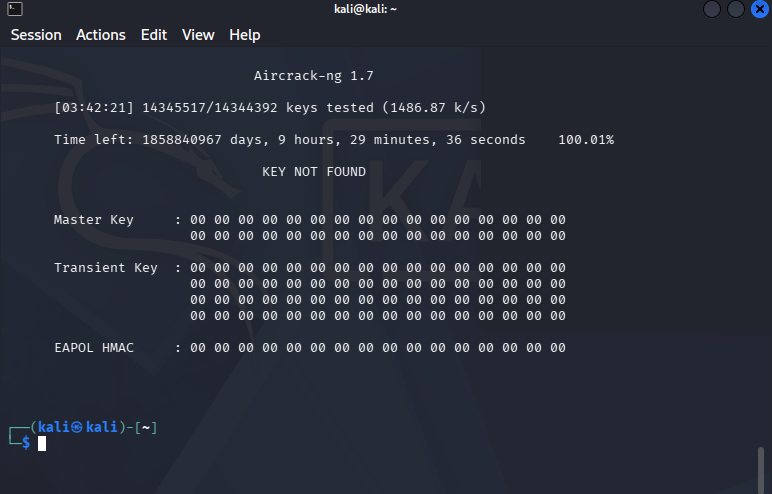 kali@kali: ~
Session Actions Edit View Help
Aircrack-ng 1.7
[03:42:21] 14345517/14344392 keys tested (1486.87 k/s)
Time left: 1858840967 days, 9 hours, 29 minutes, 36 seconds 100.01%
KEY NOT FOUND
Master Key : 00 00 00 00 00 00 00 00 00 00 00 00 00 00 00 00
00 00 00 00 00 00 00 00 00 00 00 00 00 00 00 00
Transient Key : 00 00 00 00 00 00 00 00 00 00 00 00 00 00 00 00
00 00 00 00 00 00 00 00 00 00 00 00 00 00 00 00
00 00 00 00 00 00 00 00 00 00 00 00 00 00 00 00
00 00 00 00 00 00 00 00 00 00 00 00 00 00 00 00
EAPOL HMAC : 00 00 00 00 00 00 00 00 00 00 00 00 00 00 00 00
┌──(kali㉿kali)-[~]
└─$